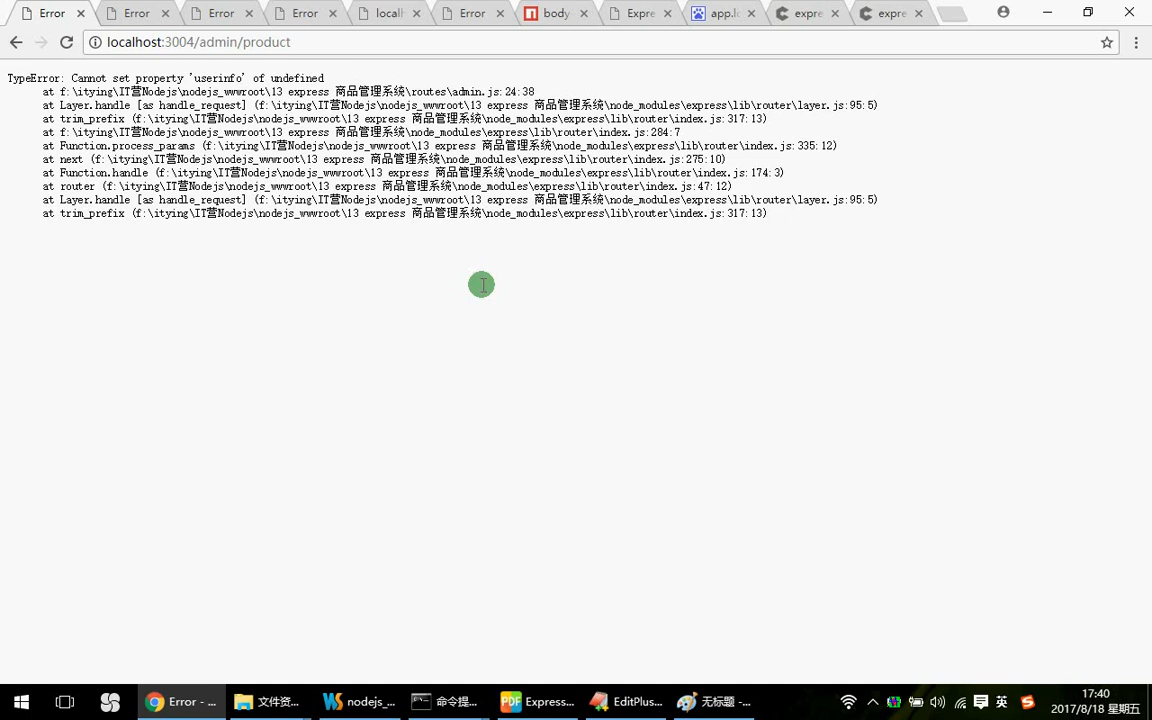 Error
Error
Error
Error
locall
Error
body
Expre
app.lo
expre
expre
localhost:3004/admin/product
TypeError: Cannot set property 'userinfo' of undefined
at f:\itying\IT营Nodejs\nodejs_wwwroot\13 express 商品管理系统\routes\admin.js:24:38
at Layer.handle [as handle_request] (f:\itying\IT营Nodejs\nodejs_wwwroot\13 express 商品管理系统\node_modules\express\lib\router\layer.js:95:5)
at trim_prefix (f:\itying\IT营Nodejs\nodejs_wwwroot\13 express 商品管理系统\node_modules\express\lib\router\index.js:317:13)
at f:\itying\IT营Nodejs\nodejs_wwwroot\13 express 商品管理系统\node_modules\express\lib\router\index.js:284:7
at Function.process_params (f:\itying\IT营Nodejs\nodejs_wwwroot\13 express 商品管理系统\node_modules\express\lib\router\index.js:335:12)
at next (f:\itying\IT营Nodejs\nodejs_wwwroot\13 express 商品管理系统\node_modules\express\lib\router\index.js:275:10)
at Function.handle (f:\itying\IT营Nodejs\nodejs_wwwroot\13 express 商品管理系统\node_modules\express\lib\router\index.js:174:3)
at router (f:\itying\IT营Nodejs\nodejs_wwwroot\13 express 商品管理系统\node_modules\express\lib\router\index.js:47:12)
at Layer.handle [as handle_request] (f:\itying\IT营Nodejs\nodejs_wwwroot\13 express 商品管理系统\node_modules\express\lib\router\layer.js:95:5)
at trim_prefix (f:\itying\IT营Nodejs\nodejs_wwwroot\13 express 商品管理系统\node_modules\express\lib\router\index.js:317:13)
Error - ...
文件资...
nodejs_...
命令提...
Express...
EditPlus...
无标题 -...
英
17:40
2017/8/18 星期五